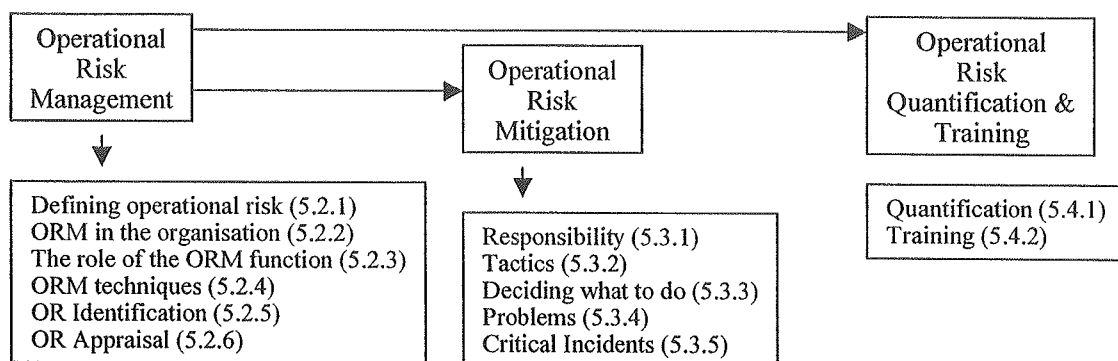 Operational
Risk
Management
Operational
Risk
Mitigation
Operational
Risk
Quantification &
Training
Defining operational risk (5.2.1)
ORM in the organisation (5.2.2)
The role of the ORM function (5.2.3)
ORM techniques (5.2.4)
OR Identification (5.2.5)
OR Appraisal (5.2.6)
Responsibility (5.3.1)
Tactics (5.3.2)
Deciding what to do (5.3.3)
Problems (5.3.4)
Critical Incidents (5.3.5)
Quantification (5.4.1)
Training (5.4.2)